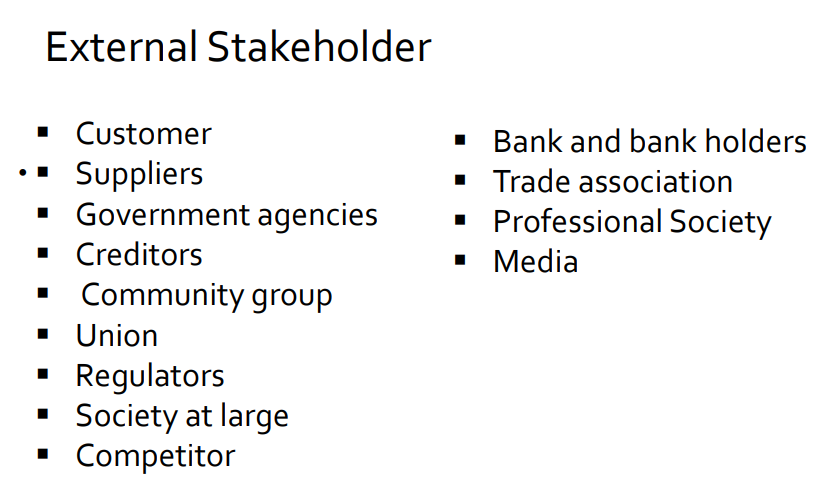 External Stakeholder
▪ Customer
• ▪ Suppliers
▪ Government agencies
▪ Creditors
▪ Community group
▪ Union
▪ Regulators
▪ Society at large
▪ Competitor
▪ Bank and bank holders
▪ Trade association
▪ Professional Society
▪ Media